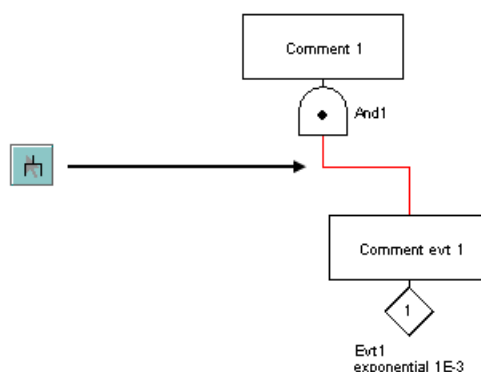 Comment 1
And1
Comment evt 1
1
Evt1
exponential 1E-3